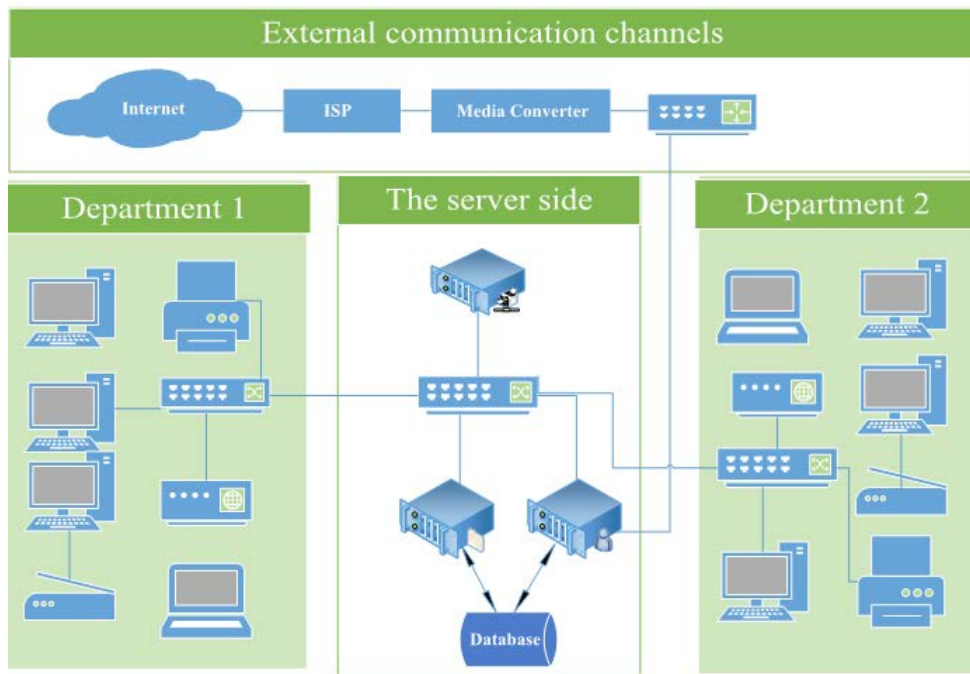 External communication channels
Internet
ISP
Media Converter
Department 1
The server side
Department 2
Database